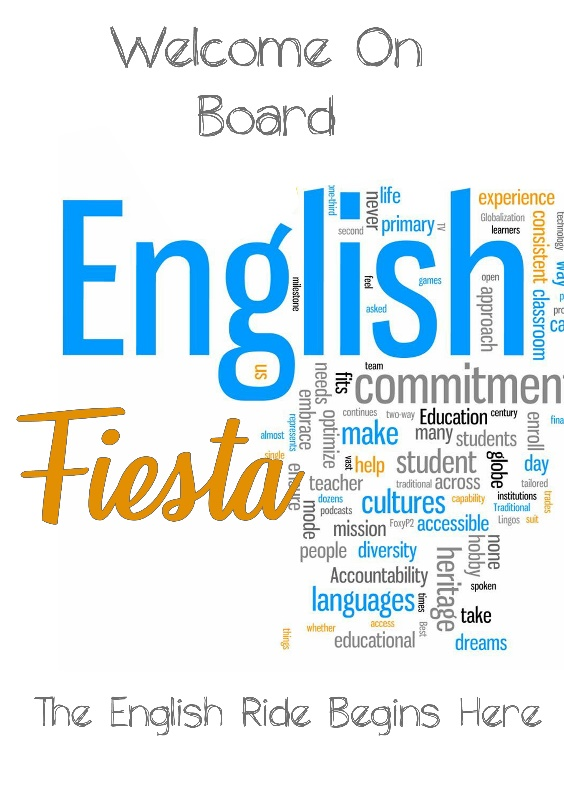 Welcome On
Board
English
Fiesta
one-third
life
never
second
primary
TV
experience
Globalization
learners
consistent
technology
milestone
feel
games
asked
open
approach
classroom
way
us
team
needs
fits
commitment
embrace
optimize
continues
two-way
Education
century
enroll
almost
represents
make
many
students
single
vast
help
student
globe
day
ensure
teacher
traditional
across
tailored
dozens
podcasts
cultures
capability
institutions
Traditional
trades
mode
mission
FoxyP2
accessible
Lingos
suit
people
diversity
heritage
hobby
none
Accountability
spoken
languages
times
take
things
whether
access
Best
educational
dreams
The English Ride Begins Here